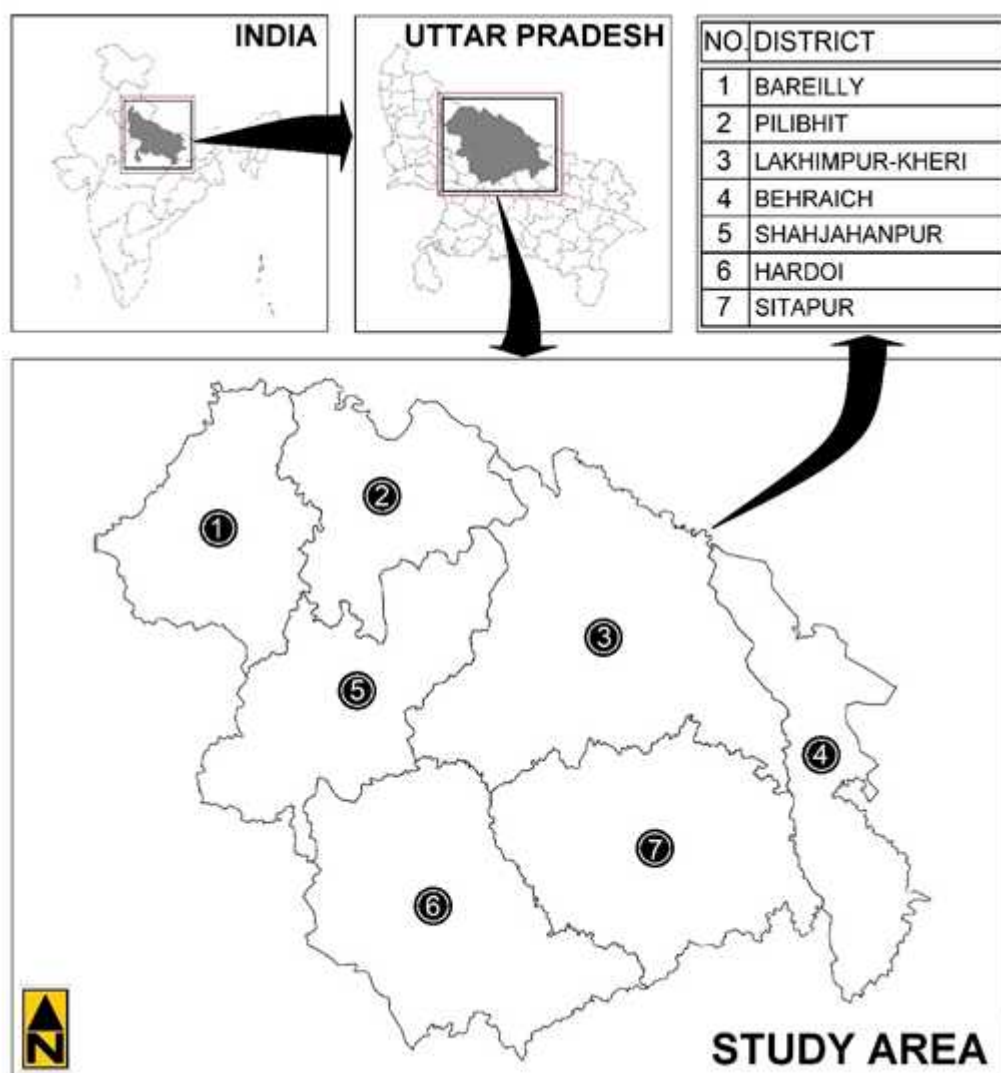 INDIA
UTTAR PRADESH
NO. DISTRICT
1 BAREILLY
2 PILIBHIT
3 LAKHIMPUR-KHERI
4 BEHRAICH
5 SHAHJAHANPUR
6 HARDOI
7 SITAPUR
2
1
3
5
4
7
6
N
STUDY AREA